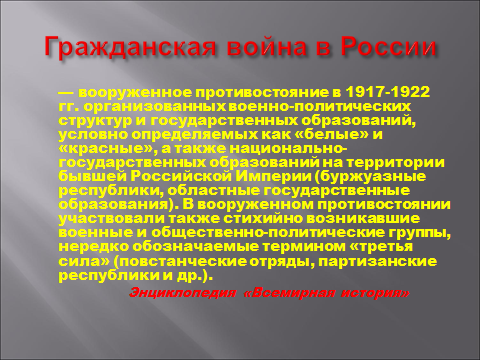 Гражданская война в России
— вооруженное противостояние в 1917-1922
гг. организованных военно-политических
структур и государственных образований,
условно определяемых как «белые» и
«красные», а также национально-
государственных образований на территории
бывшей Российской Империи (буржуазные
республики, областные государственные
образования). В вооруженном противостоянии
участвовали также стихийно возникавшие
военные и общественно-политические группы,
нередко обозначаемые термином «третья
сила» (повстанческие отряды, партизанские
республики и др.).
Энциклопедия «Всемирная история»